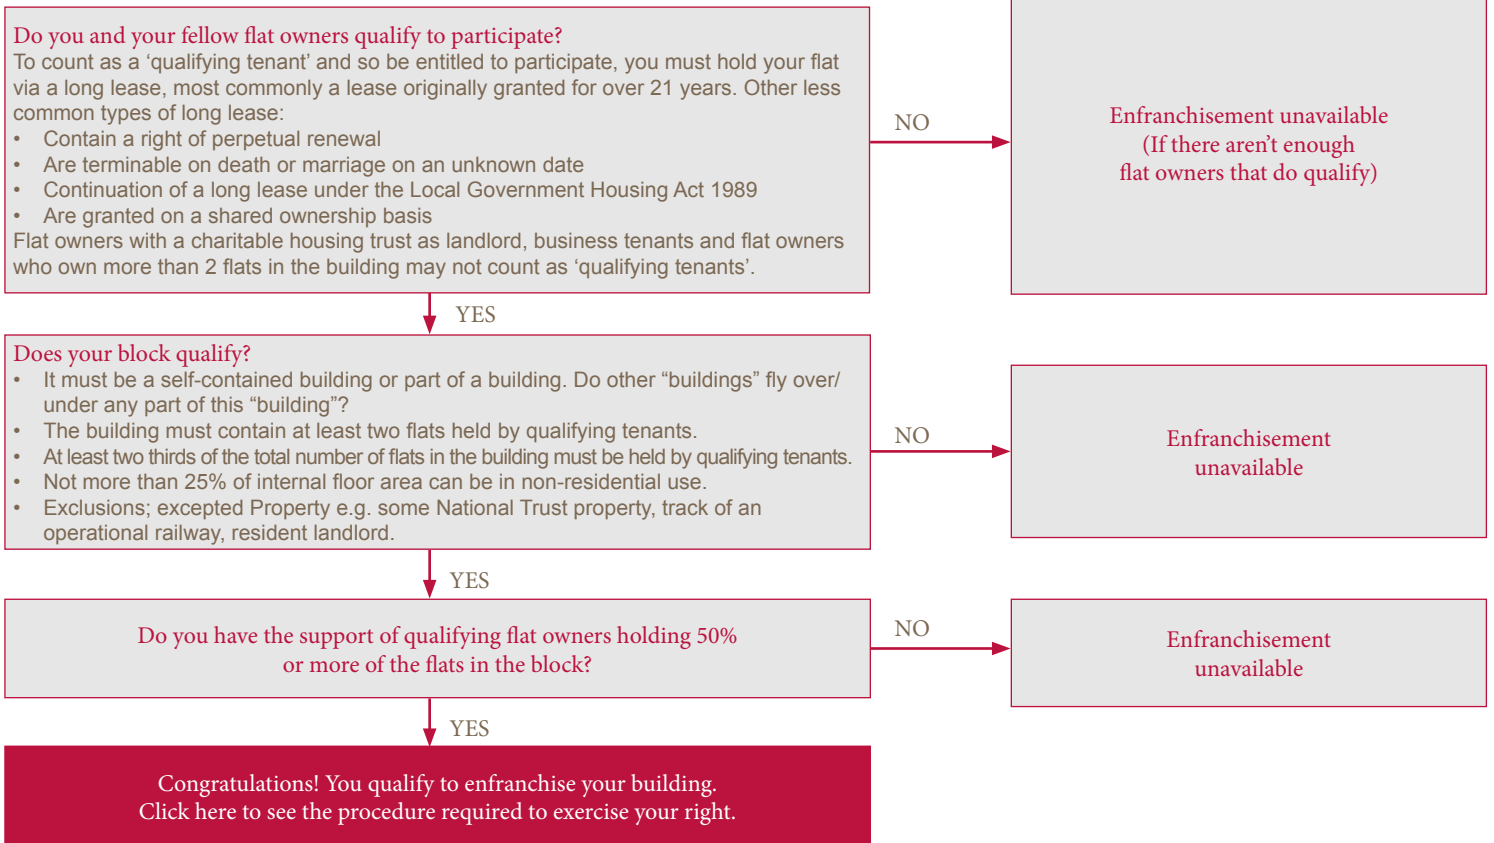 Do you and your fellow flat owners qualify to participate?
To count as a ‘qualifying tenant’ and so be entitled to participate, you must hold your flat
via a long lease, most commonly a lease originally granted for over 21 years. Other less
common types of long lease:
• Contain a right of perpetual renewal
• Are terminable on death or marriage on an unknown date
• Continuation of a long lease under the Local Government Housing Act 1989
• Are granted on a shared ownership basis
Flat owners with a charitable housing trust as landlord, business tenants and flat owners
who own more than 2 flats in the building may not count as ‘qualifying tenants’.
NO
Enfranchisement unavailable
(If there aren’t enough
flat owners that do qualify)
YES
Does your block qualify?
• It must be a self-contained building or part of a building. Do other “buildings” fly over/
under any part of this “building”?
• The building must contain at least two flats held by qualifying tenants.
• At least two thirds of the total number of flats in the building must be held by qualifying tenants.
• Not more than 25% of internal floor area can be in non-residential use.
• Exclusions; excepted Property e.g. some National Trust property, track of an
operational railway, resident landlord.
NO
Enfranchisement
unavailable
YES
Do you have the support of qualifying flat owners holding 50%
or more of the flats in the block?
NO
Enfranchisement
unavailable
YES
Congratulations! You qualify to enfranchise your building.
Click here to see the procedure required to exercise your right.